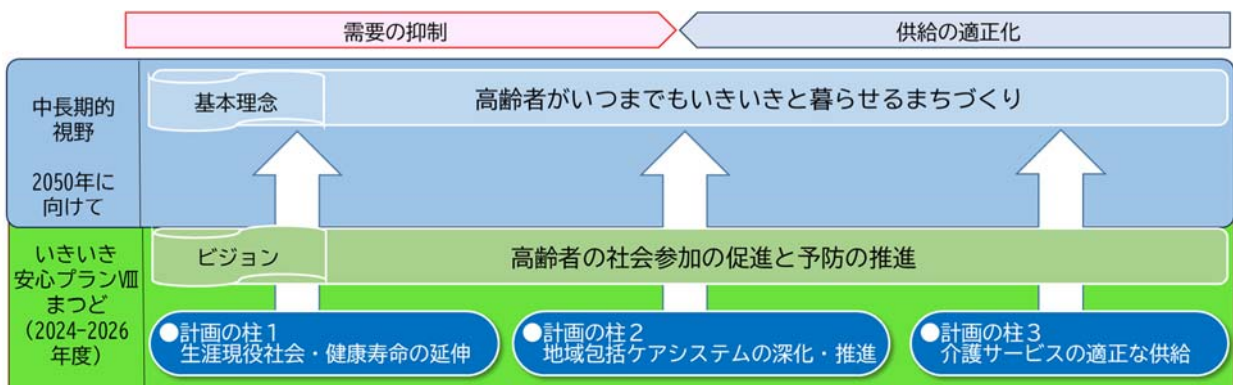 需要の抑制
供給の適正化
中長期的
視野
2050年に
向けて
基本理念
高齢者がいつまでもいきいきと暮らせるまちづくり
いきいき
安心プランⅧ
まつど
(2024-2026
年度)
ビジョン
高齢者の社会参加の促進と予防の推進
●計画の柱1
生涯現役社会・健康寿命の延伸
●計画の柱2
地域包括ケアシステムの深化・推進
●計画の柱3
介護サービスの適正な供給